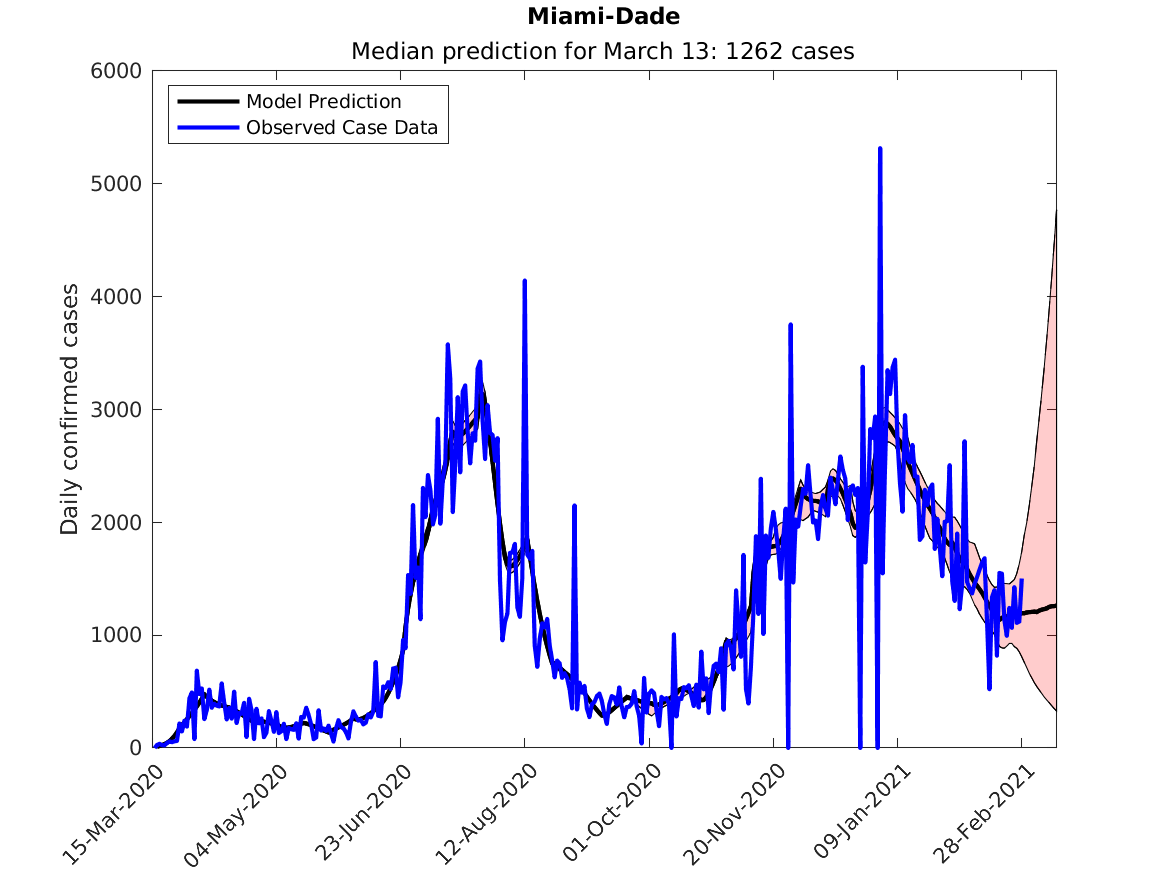 Miami-Dade
Median prediction for March 13: 1262 cases
Model Prediction
Observed Case Data
Daily confirmed cases
6000
5000
4000
3000
2000
1000
0
15-Mar-2020
04-May-2020
23-Jun-2020
12-Aug-2020
01-Oct-2020
20-Nov-2020
09-Jan-2021
28-Feb-2021